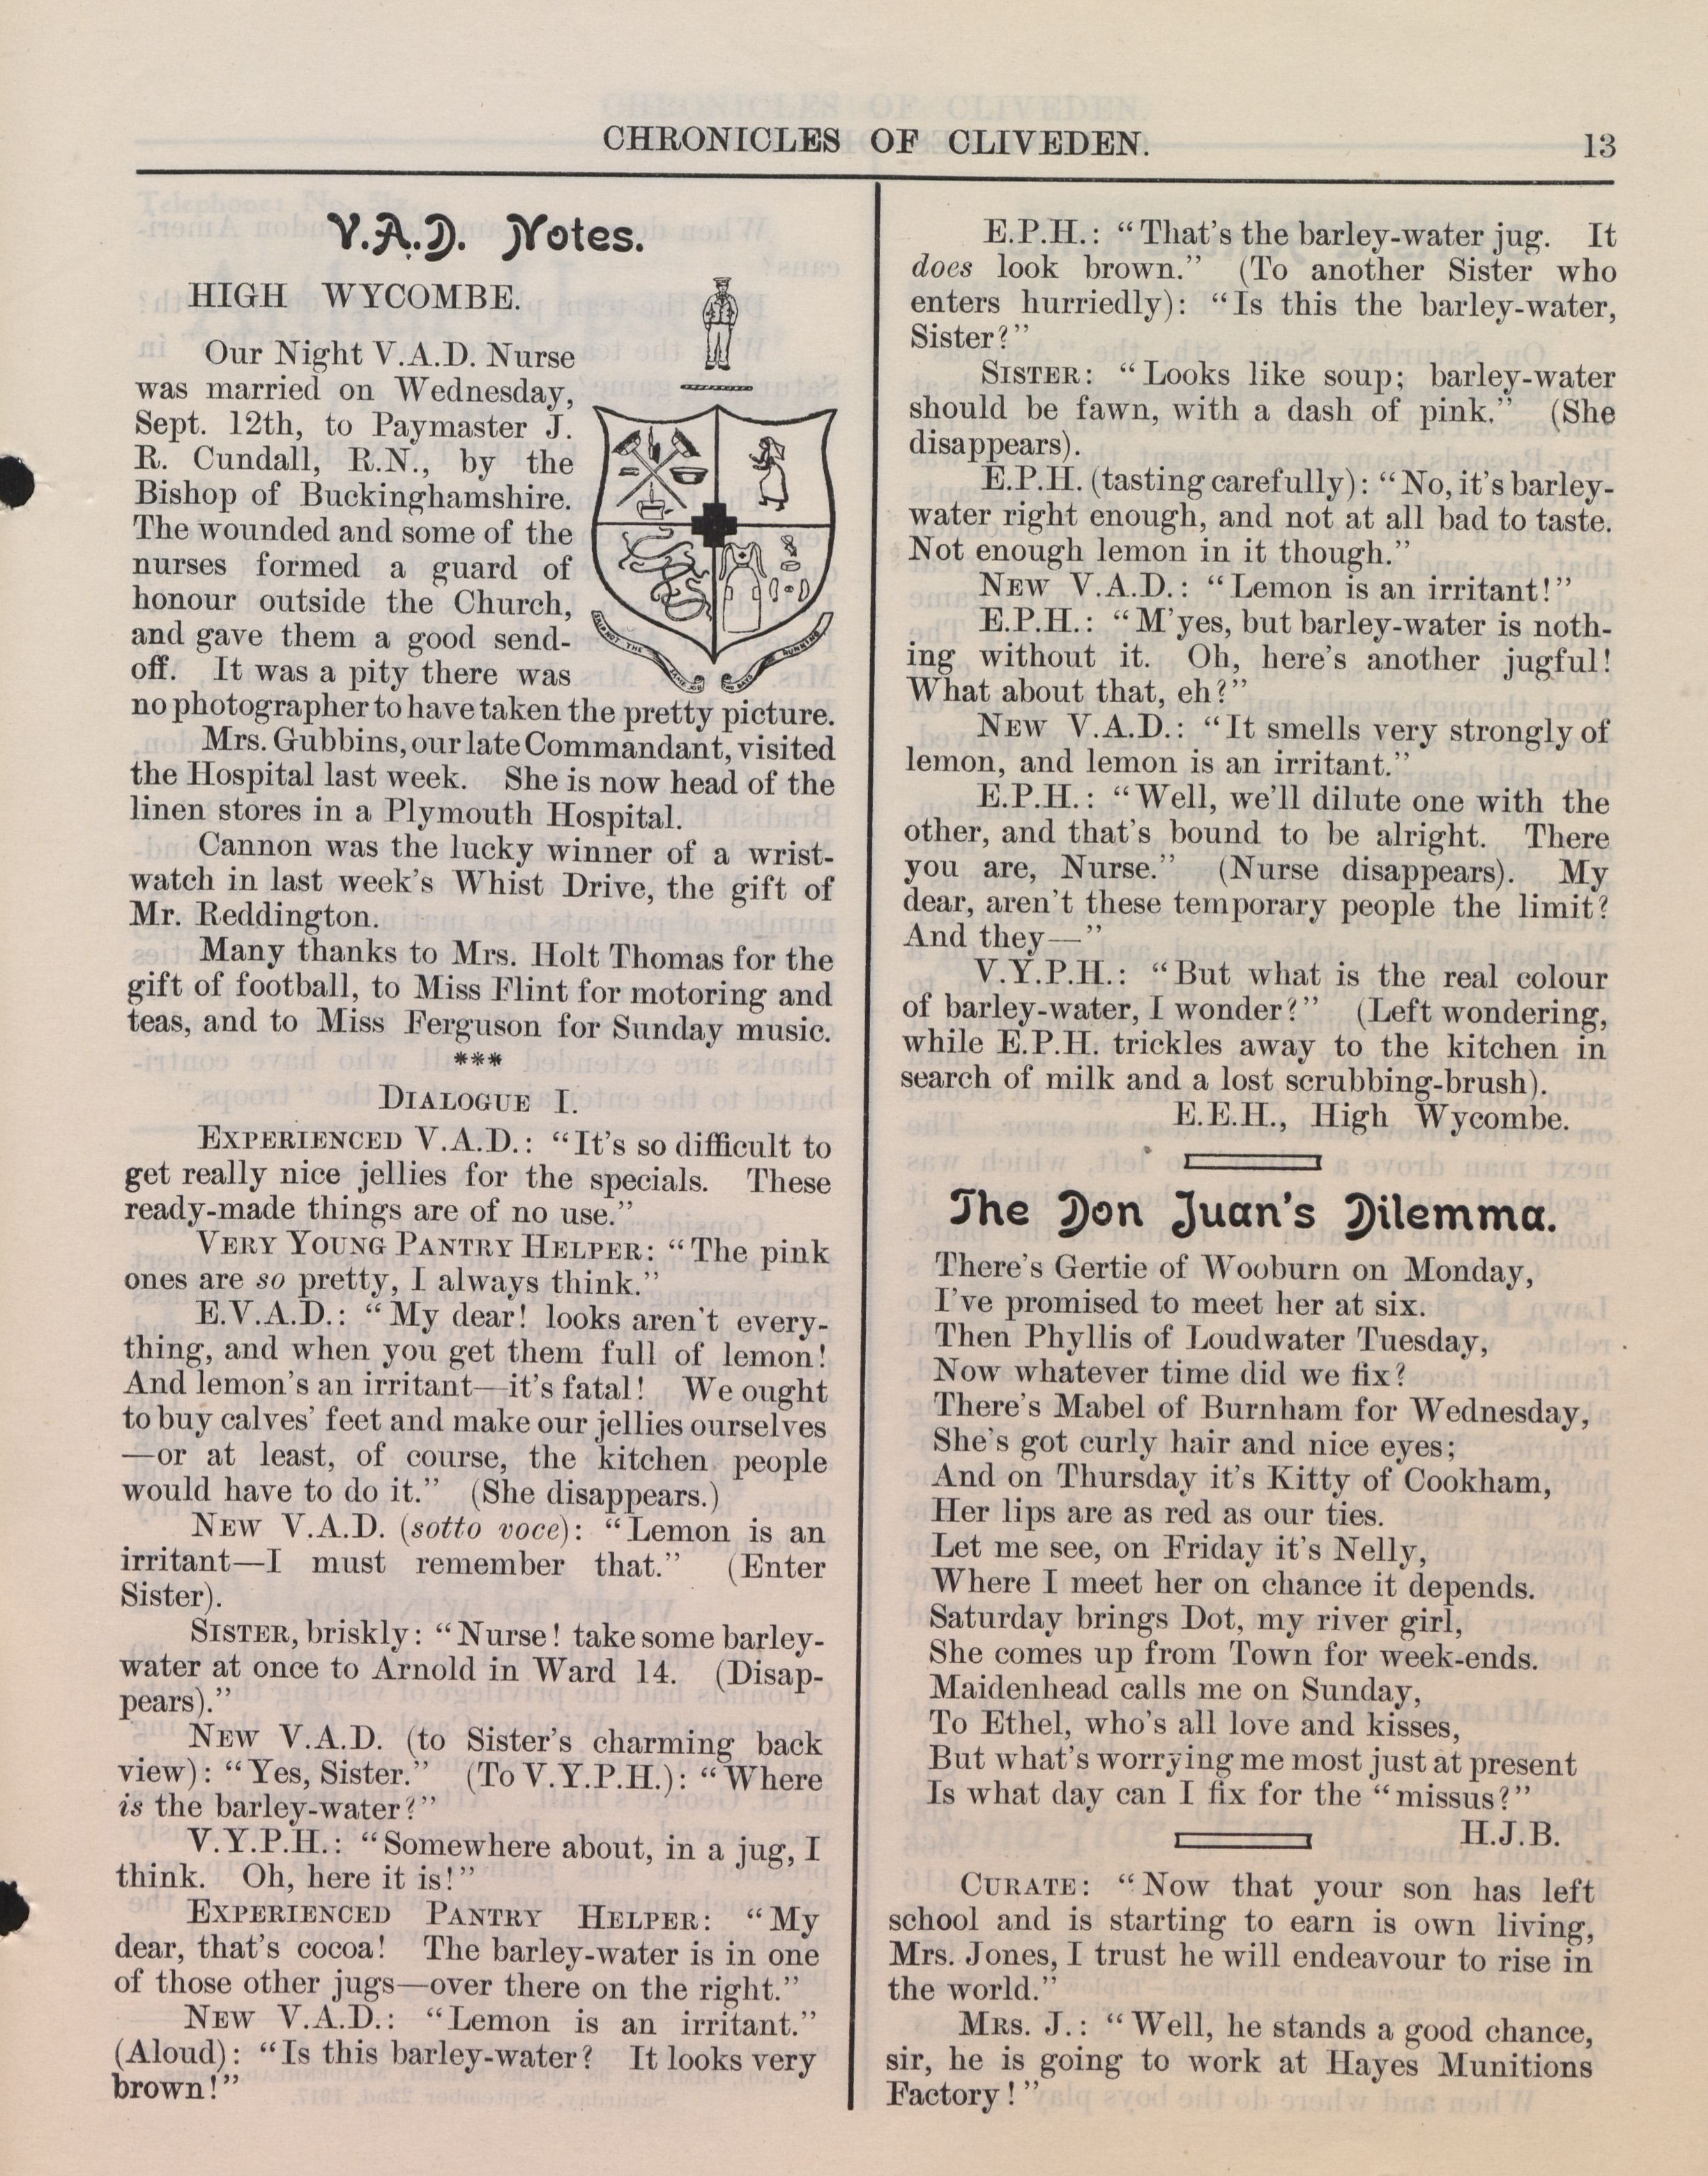 CHRONICLES OF CLIVEDEN. 13
V.A.D. Notes.
HIGH WYCOMBE.
Our Night V.A.D. Nurse
was married on Wednesday,
Sept. 12th, to Paymaster J.
R. Cundall, R.N., by the
Bishop of Buckinghamshire.
The wounded and some of the
nurses formed a guard of
honour outside the Church,
and gave them a good send-
off. It was a pity there was
no photographer to have taken the pretty picture.
Mrs. Gubbins, our late Commandant, visited
the Hospital last week. She is now head of the
linen stores in a Plymouth Hospital.
Cannon was the lucky winner of a wrist-
watch in last week's Whist Drive, the gift of
Mr. Reddington.
Many thanks to Mrs. Holt Thomas for the
gift of football, to Miss Flint for motoring and
teas, and to Miss Ferguson for Sunday music.
***
DIALOGUE I.
EXPERIENCED V.A.D.: "It's so difficult to
get really nice jellies for the specials. These
ready-made things are of no use."
VERY YOUNG PANTRY HELPER: "The pink
ones are so pretty, I always think."
E.V.A.D.: "My dear! looks aren't every-
thing, and when you get them full of lemon!
And lemon's an irritant—it's fatal! We ought
to buy calves' feet and make our jellies ourselves
—or at least, of course, the kitchen people
would have to do it." (She disappears.)
NEW V.A.D. (sotto voce): "Lemon is an
irritant—I must remember that." (Enter
Sister).
SISTER, briskly: "Nurse! take some barley-
water at once to Arnold in Ward 14. (Disap-
pears)."
NEW V.A.D. (to Sister's charming back
view): "Yes, Sister." (To V.Y.P.H.): "Where
is the barley-water?"
V.Y.P.H.: "Somewhere about, in a jug, I
think. Oh, here it is!"
EXPERIENCED PANTRY HELPER: "My
dear, that's cocoa! The barley-water is in one
of those other jugs—over there on the right."
NEW V.A.D.: "Lemon is an irritant."
(Aloud): "Is this barley-water? It looks very
brown!"
E.P.H.: "That's the barley-water jug. It
does look brown." (To another Sister who
enters hurriedly): "Is this the barley-water,
Sister?"
SISTER: "Looks like soup; barley-water
should be fawn, with a dash of pink." (She
disappears).
E.P.H. (tasting carefully): "No, it's barley-
water right enough, and not at all bad to taste.
Not enough lemon in it though."
NEW V.A.D.: "Lemon is an irritant!"
E.P.H.: "M'yes, but barley-water is noth-
ing without it. Oh, here's another jugful!
What about that, eh?"
NEW V.A.D.: "It smells very strongly of
lemon, and lemon is an irritant."
E.P.H.: "Well, we'll dilute one with the
other, and that's bound to be alright. There
you are, Nurse." (Nurse disappears). My
dear, aren't these temporary people the limit?
And they—"
V.Y.P.H.: "But what is the real colour
of barley-water, I wonder?" (Left wondering,
while E.P.H. trickles away to the kitchen in
search of milk and a lost scrubbing-brush).
E.E.H., High Wycombe.
The Don Juan's Dilemma.
There's Gertie of Wooburn on Monday,
I've promised to meet her at six.
Then Phyllis of Loudwater Tuesday,
Now whatever time did we fix?
There's Mabel of Burnham for Wednesday,
She's got curly hair and nice eyes;
And on Thursday it's Kitty of Cookham,
Her lips are as red as our ties.
Let me see, on Friday it's Nelly,
Where I meet her on chance it depends.
Saturday brings Dot, my river girl,
She comes up from Town for week-ends.
Maidenhead calls me on Sunday,
To Ethel, who's all love and kisses,
But what's worrying me most just at present
Is what day can I fix for the "missus?"
H.J.B.
CURATE: "Now that your son has left
school and is starting to earn is own living,
Mrs. Jones, I trust he will endeavour to rise in
the world."
MRS. J.: "Well, he stands a good chance,
sir, he is going to work at Hayes Munitions
Factory!"